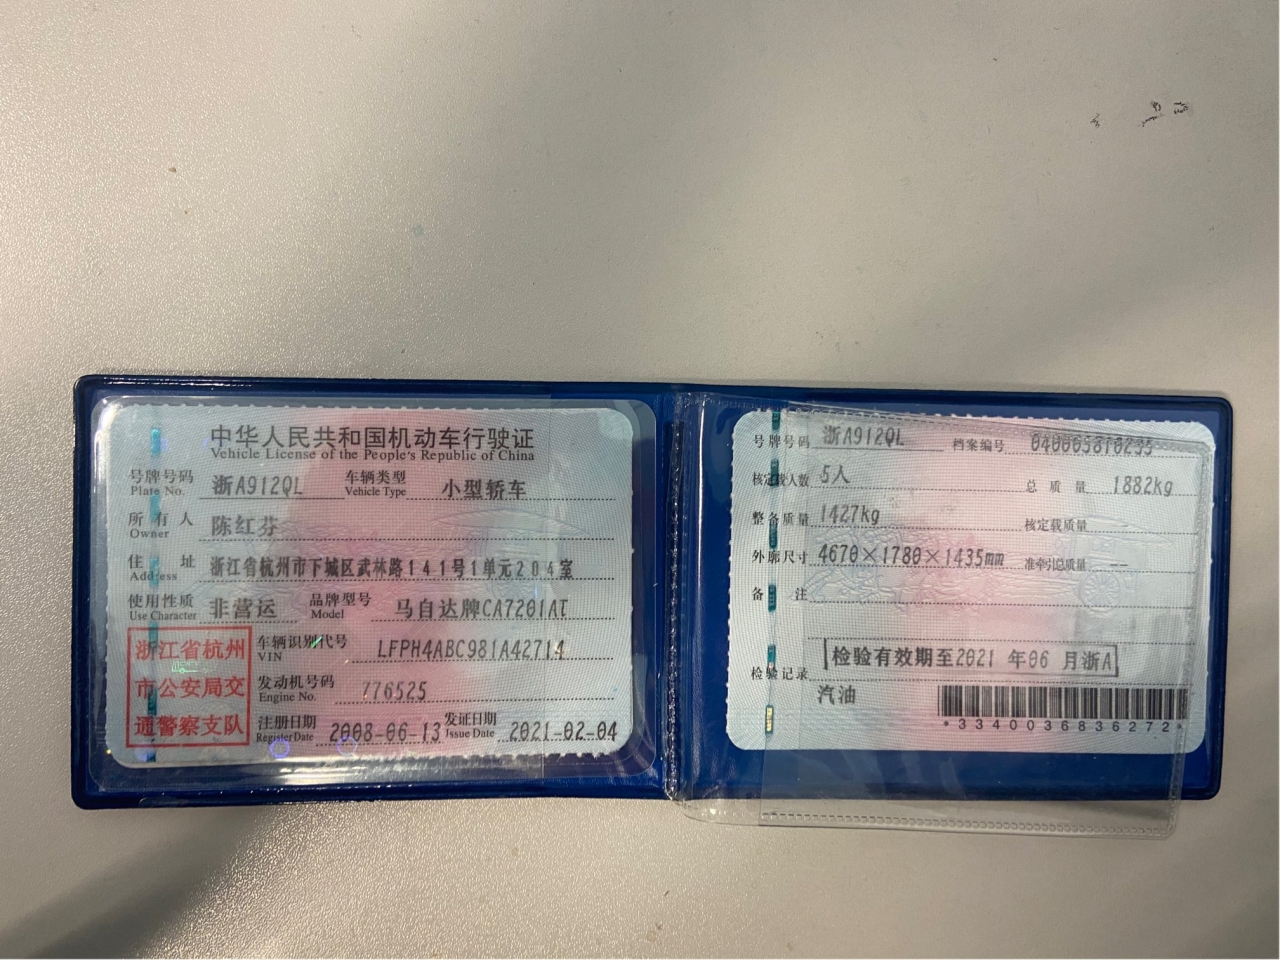 中华人民共和国机动车行驶证
Vehicle License of the People's Republic of China
号牌号码 浙A912QL 车辆类型 小型轿车
Plate No. Vehicle Type
所有人 陈红芬
Owner
住址 浙江省杭州市下城区武林路141号1单元204室
Address
使用性质 非营运 品牌型号 马自达牌CA7201AT
Use Character Model
浙江省杭州
市公安局交
通警察支队
车辆识别代号 LFPH4ABC981A42714
VIN
发动机号码 776525
Engine No.
注册日期 2008-06-13 发证日期 2021-02-04
Register Date Issue Date
号牌号码 浙A912QL 档案编号
核定载人数 5人 总质量 1882kg
整备质量 1427kg 核定载质量
外廓尺寸 4670×1780×1435mm 准牵引总质量 --
备注
检验有效期至2021年06月浙A
检验记录
汽油
*3340036836272*